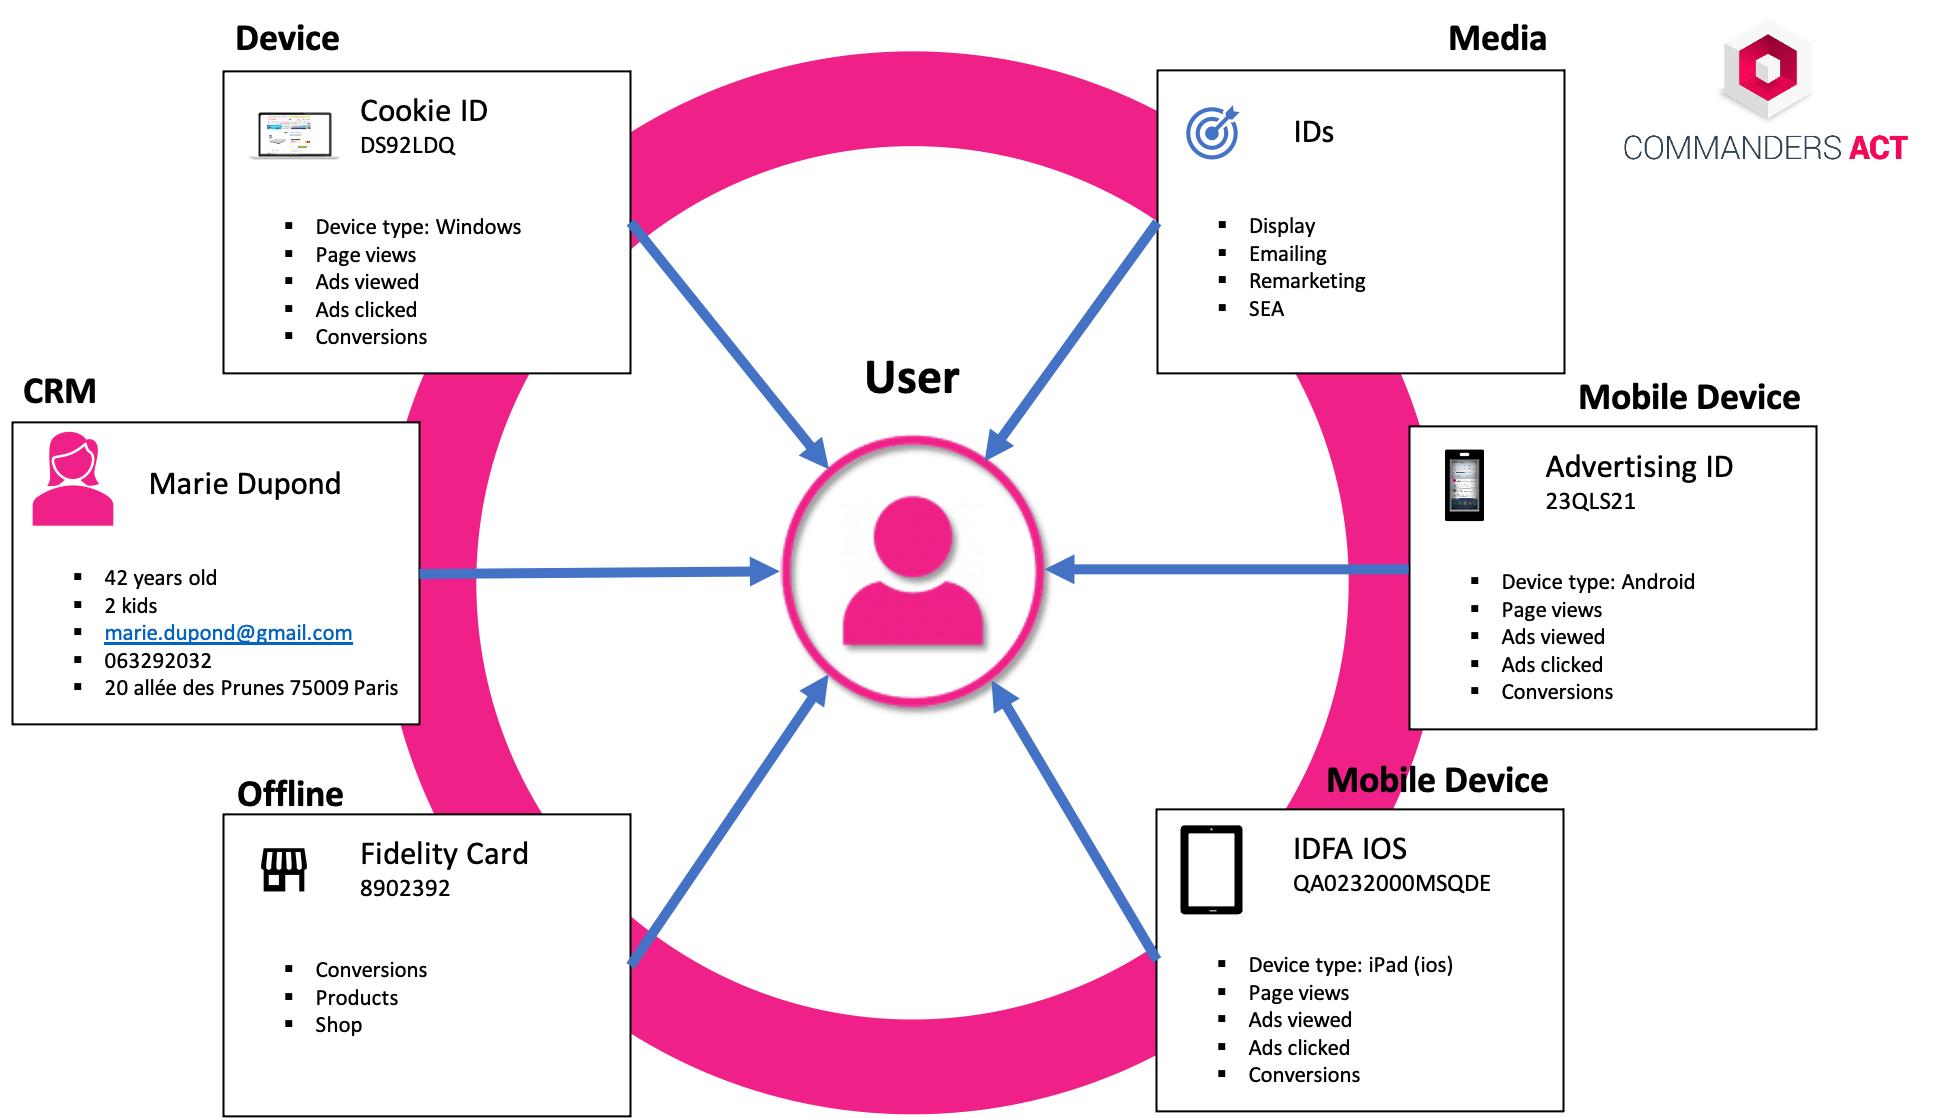 Device
Cookie ID
DS92LDQ
▪ Device type: Windows
▪ Page views
▪ Ads viewed
▪ Ads clicked
▪ Conversions
Media
IDs
▪ Display
▪ Emailing
▪ Remarketing
▪ SEA
COMMANDERS ACT
User
CRM
Marie Dupond
▪ 42 years old
▪ 2 kids
▪ marie.dupond@gmail.com
▪ 063292032
▪ 20 allée des Prunes 75009 Paris
Mobile Device
Advertising ID
23QLS21
▪ Device type: Android
▪ Page views
▪ Ads viewed
▪ Ads clicked
▪ Conversions
Offline
Fidelity Card
8902392
▪ Conversions
▪ Products
▪ Shop
Mobile Device
IDFA IOS
QA0232000MSQDE
▪ Device type: iPad (ios)
▪ Page views
▪ Ads viewed
▪ Ads clicked
▪ Conversions